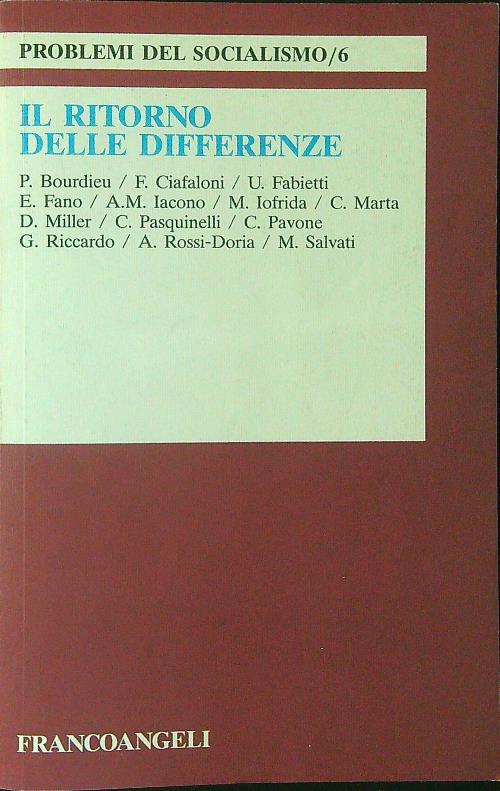 PROBLEMI DEL SOCIALISMO/6
IL RITORNO
DELLE DIFFERENZE
P. Bourdieu / F. Ciafaloni / U. Fabietti
E. Fano / A.M. Iacono / M. Iofrida / C. Marta
D. Miller / C. Pasquinelli / C. Pavone
G. Riccardo / A. Rossi-Doria / M. Salvati
FRANCOANGELI